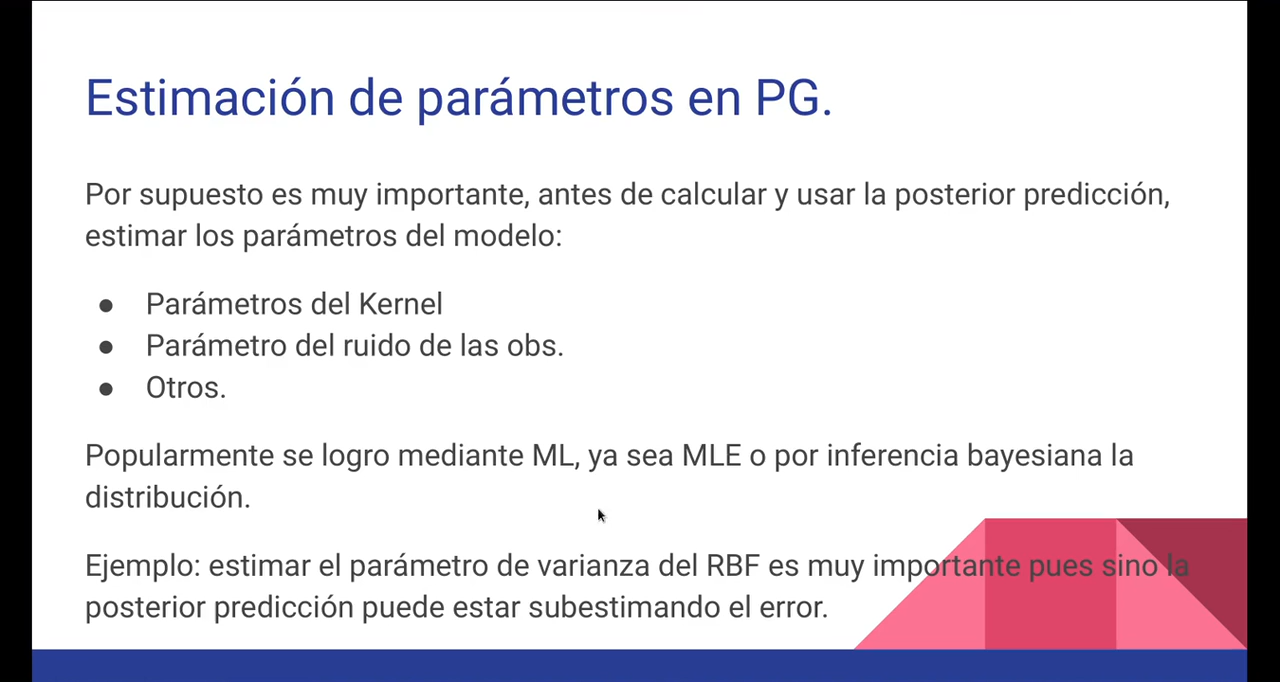 Estimación de parámetros en PG.
Por supuesto es muy importante, antes de calcular y usar la posterior predicción,
estimar los parámetros del modelo:
● Parámetros del Kernel
● Parámetro del ruido de las obs.
● Otros.
Popularmente se logro mediante ML, ya sea MLE o por inferencia bayesiana la
distribución.
Ejemplo: estimar el parámetro de varianza del RBF es muy importante pues sino la
posterior predicción puede estar subestimando el error.